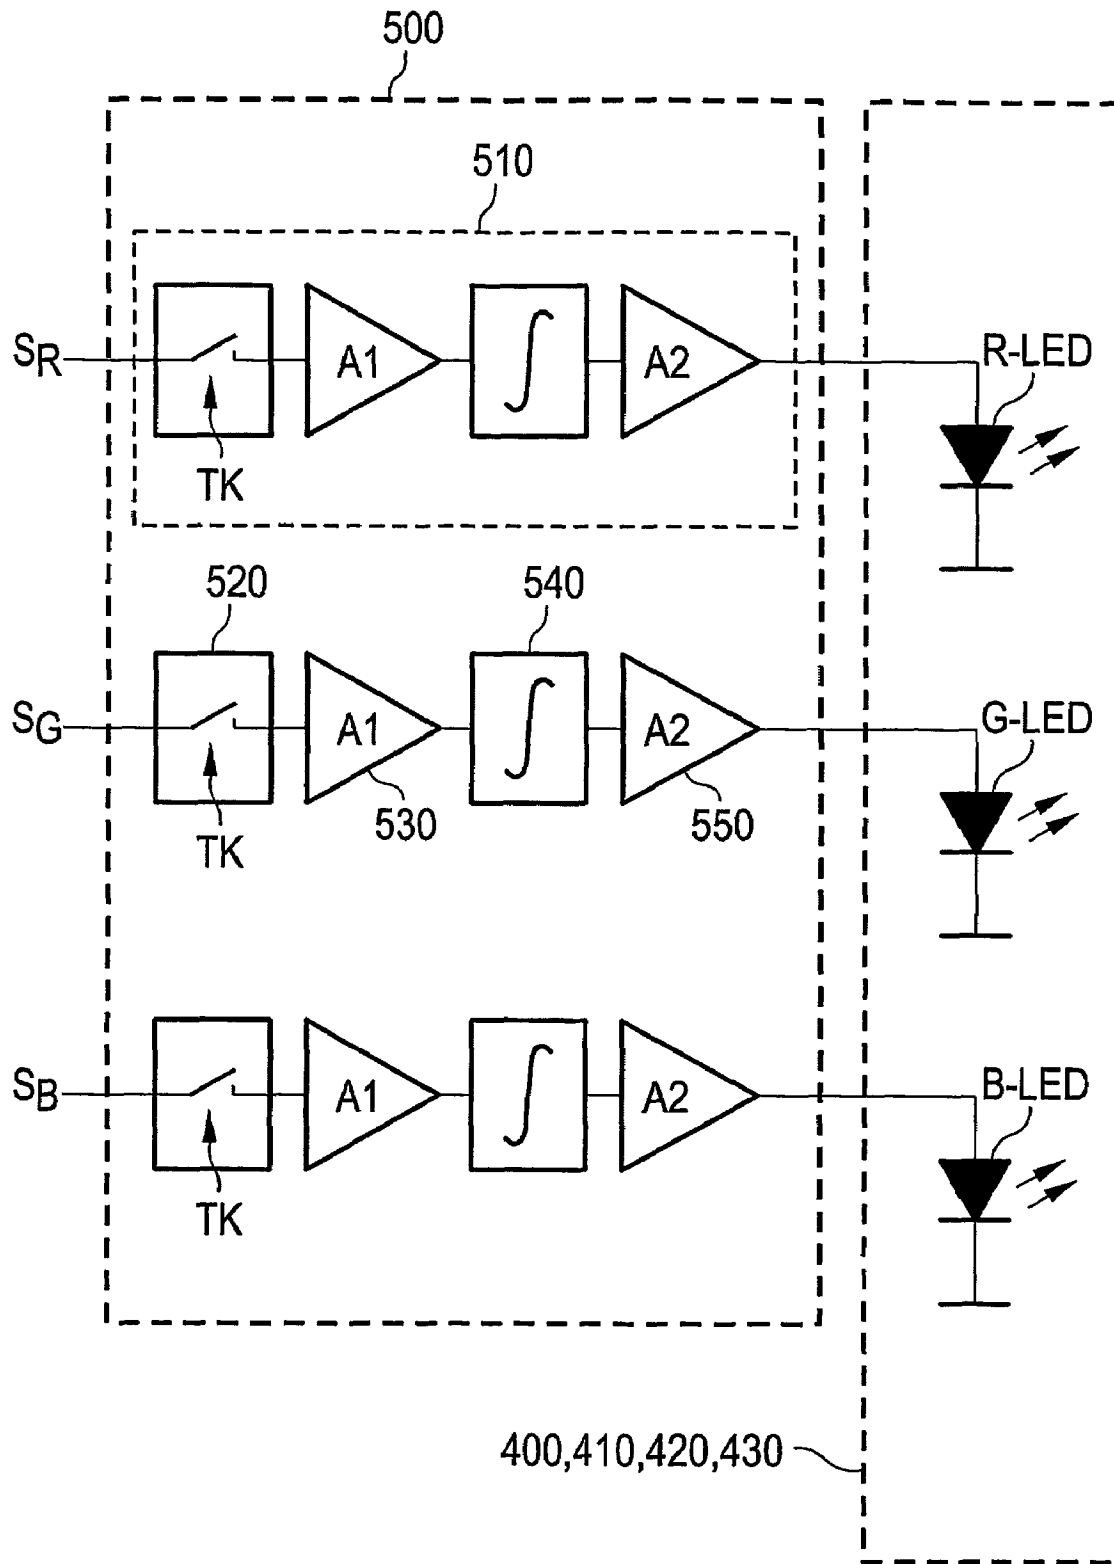 500
510
SR
A1
A2
R-LED
TK
520
540
SG
A1
A2
G-LED
530
550
TK
SB
A1
A2
B-LED
TK
400,410,420,430